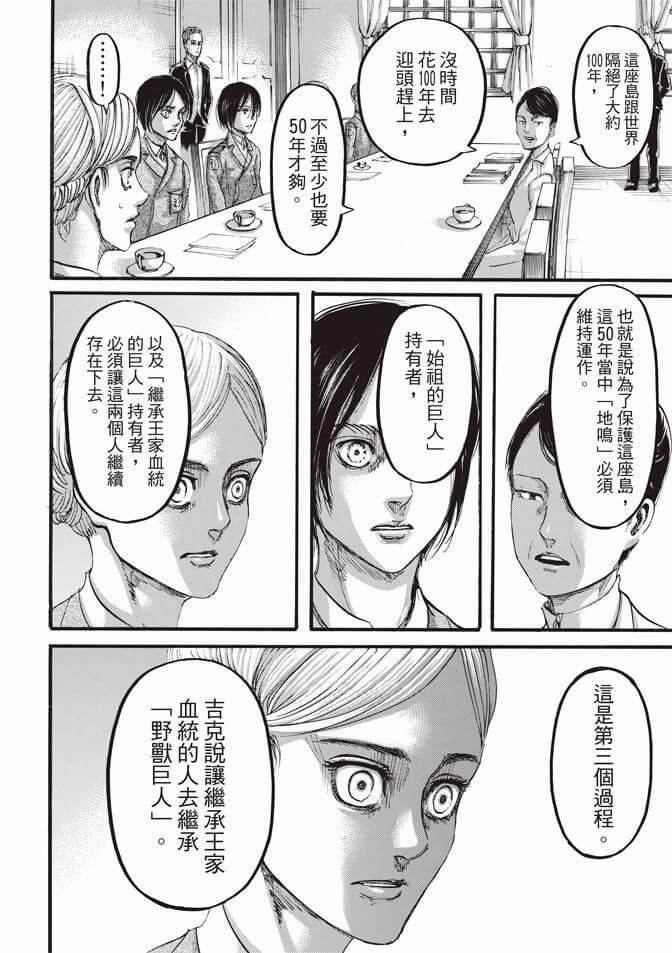 這座島跟世界
隔絕了大約
100年，
沒時間
花100年去
迎頭趕上，
不過至少也要
50年才夠。
……！
也就是說為了保護這座島，
這50年當中「地鳴」必須
維持運作。
「始祖的巨人」
持有者，
以及「繼承王家血統
的巨人」持有者，
必須讓這兩個人繼續
存在下去。
這是第三個過程。
吉克說讓繼承王家
血統的人去繼承
「野獸巨人」。